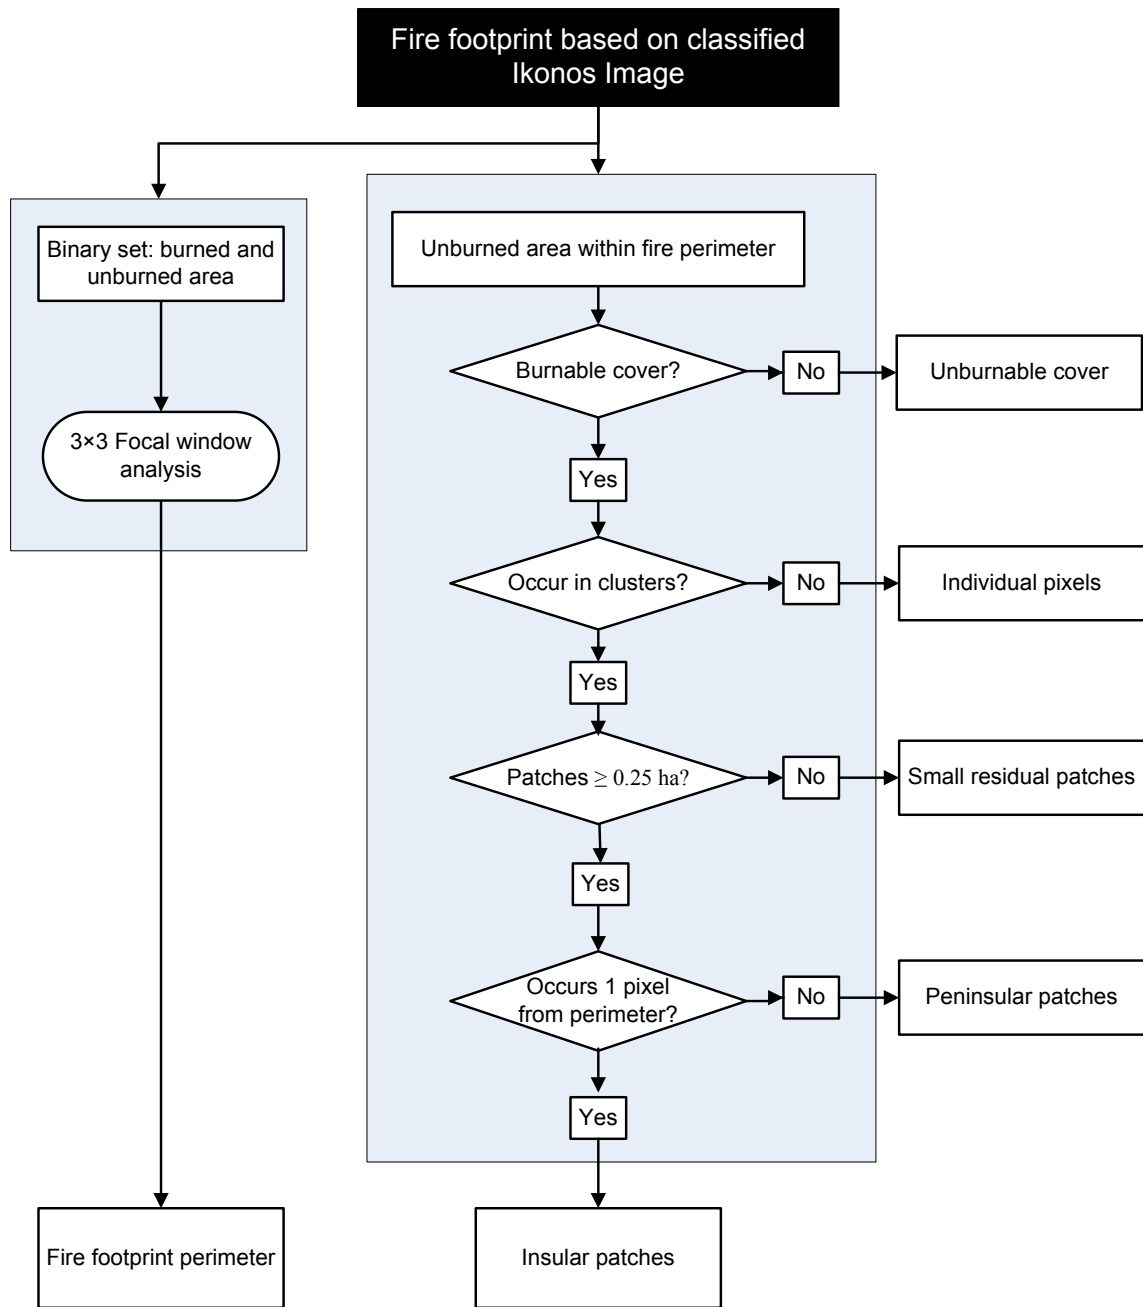 Fire footprint based on classified
Ikonos Image
Binary set: burned and
unburned area
3×3 Focal window
analysis
Fire footprint perimeter
Unburned area within fire perimeter
Burnable cover?
No
Unburnable cover
Yes
Occur in clusters?
No
Individual pixels
Yes
Patches ≥ 0.25 ha?
No
Small residual patches
Yes
Occurs 1 pixel
from perimeter?
No
Peninsular patches
Yes
Insular patches